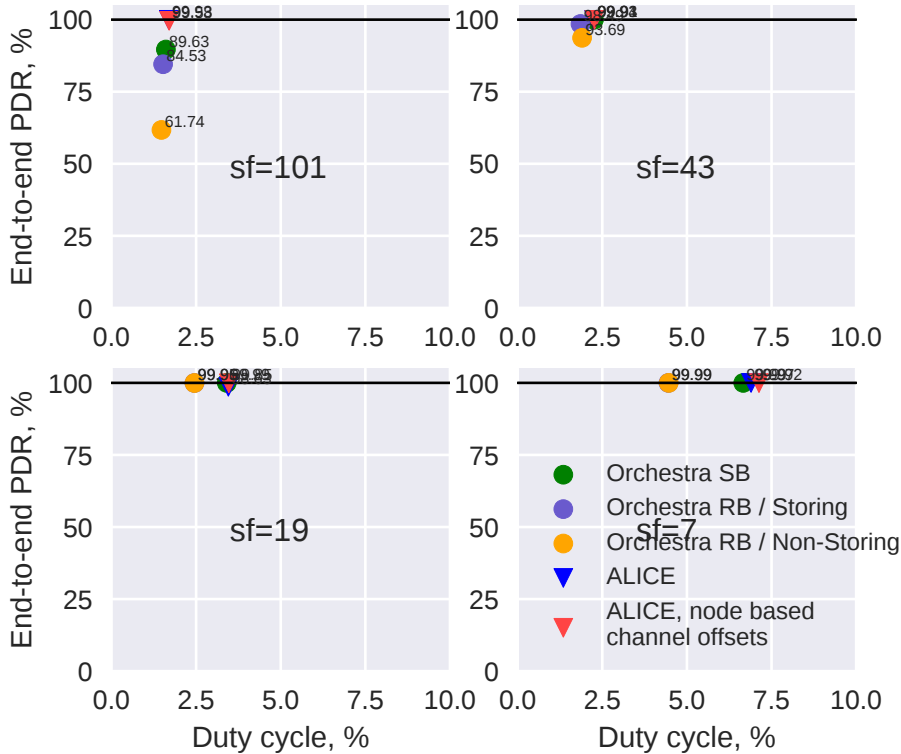 100
75
50
25
0
End-to-end PDR, %
89.63
84.53
61.74
sf=101
0.0 2.5 5.0 7.5 10.0
100
75
50
25
0
93.69
sf=43
0.0 2.5 5.0 7.5 10.0
100
75
50
25
0
End-to-end PDR, %
sf=19
0.0 2.5 5.0 7.5 10.0
Duty cycle, %
100
75
50
25
0
99.99
sf=7
Orchestra SB
Orchestra RB / Storing
Orchestra RB / Non-Storing
ALICE
ALICE, node based
channel offsets
0.0 2.5 5.0 7.5 10.0
Duty cycle, %